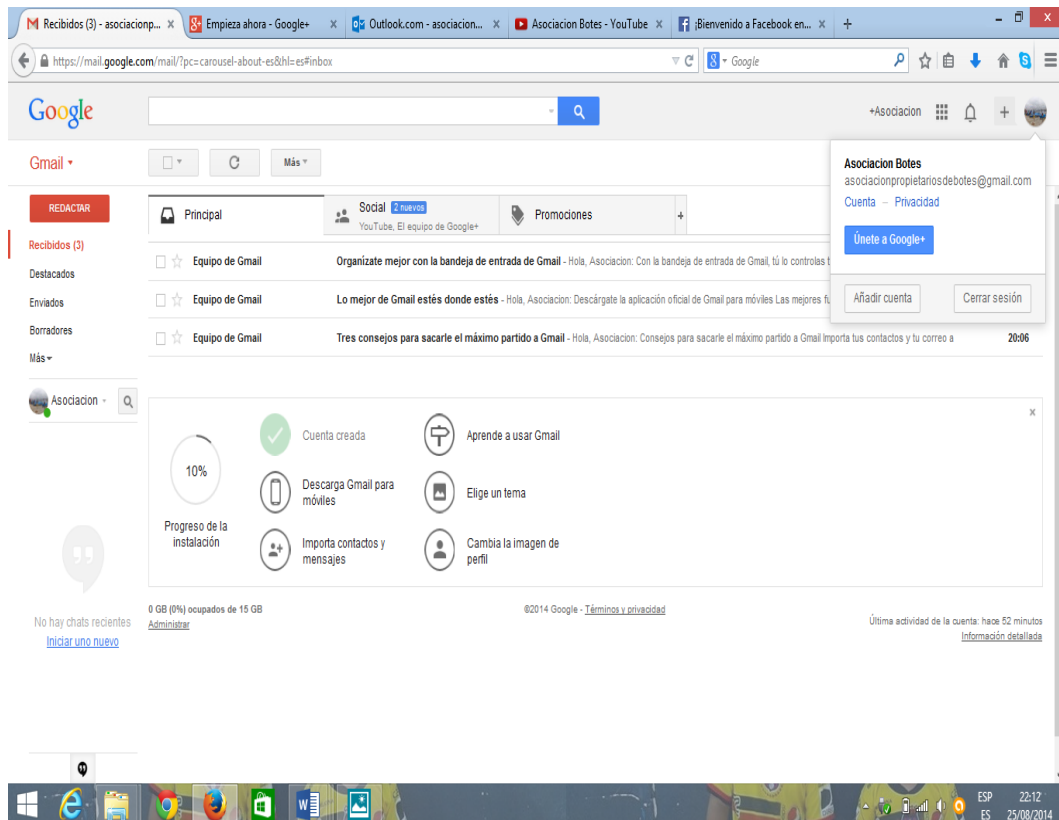 Recibidos (3) - asociacionp... x
Empieza ahora - Google+ x
Outlook.com - asociacion... x
Asociacion Botes - YouTube x
¡Bienvenido a Facebook en... x
https://mail.google.com/mail/?pc=carousel-about-es&hl=es#inbox
Google
Google
+Asociacion
Gmail
Más
Asociacion Botes
asociacionpropietariosdebotes@gmail.com
Cuenta – Privacidad
Únete a Google+
Añadir cuenta
Cerrar sesión
REDACTAR
Recibidos (3)
Destacados
Enviados
Borradores
Más
Asociacion
Principal
Social 2 nuevos
YouTube, El equipo de Google+
Promociones
+
Equipo de Gmail Organízate mejor con la bandeja de entrada de Gmail - Hola, Asociacion: Con la bandeja de entrada de Gmail, tú lo controlas t
Equipo de Gmail Lo mejor de Gmail estés donde estés - Hola, Asociacion: Descárgate la aplicación oficial de Gmail para móviles Las mejores fu
Equipo de Gmail Tres consejos para sacarle el máximo partido a Gmail - Hola, Asociacion: Consejos para sacarle el máximo partido a Gmail Importa tus contactos y tu correo a 20:06
x
10%
Progreso de la
instalación
Cuenta creada
Descarga Gmail para
móviles
Importa contactos y
mensajes
Aprende a usar Gmail
Elige un tema
Cambia la imagen de
perfil
No hay chats recientes
Iniciar uno nuevo
0 GB (0%) ocupados de 15 GB
Administrar
©2014 Google - Términos y privacidad
Última actividad de la cuenta: hace 52 minutos
Información detallada
ESP
ES
22:12
25/08/2014